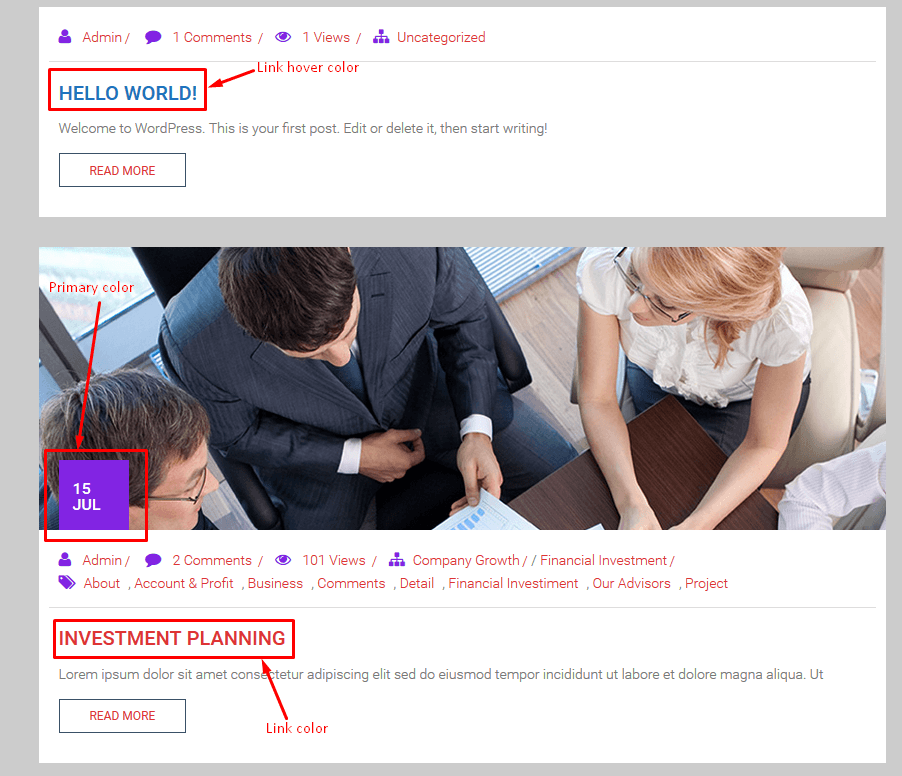 Admin / 1 Comments / 1 Views / Uncategorized
Link hover color
HELLO WORLD!
Welcome to WordPress. This is your first post. Edit or delete it, then start writing!
READ MORE
Primary color
15
JUL
Admin / 2 Comments / 101 Views / Company Growth / / Financial Investment /
About , Account & Profit , Business , Comments , Detail , Financial Investiment , Our Advisors , Project
INVESTMENT PLANNING
Lorem ipsum dolor sit amet consectetur adipiscing elit sed do eiusmod tempor incididunt ut labore et dolore magna aliqua. Ut
READ MORE
Link color